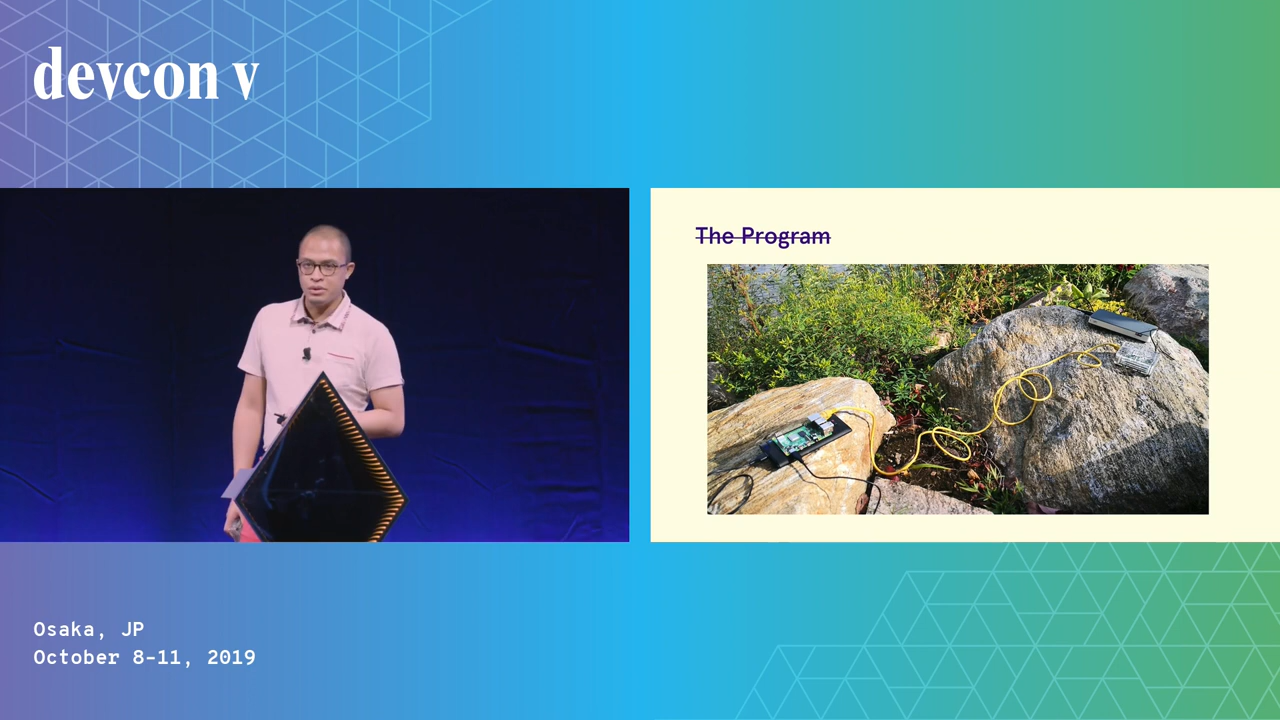 devcon v
The Program
Osaka, JP
October 8-11, 2019